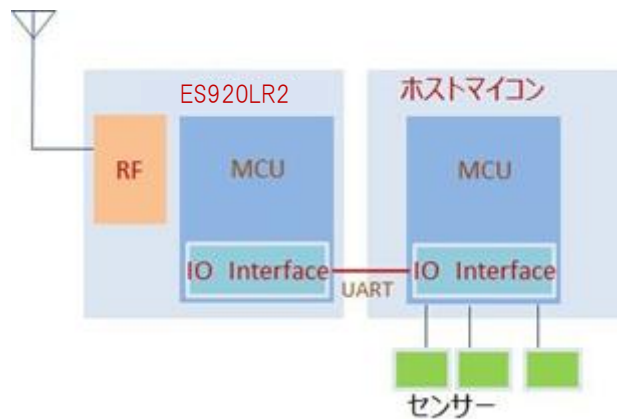 ES920LR2
ホストマイコン
RF
MCU
MCU
IO Interface
UART
IO Interface
センサー